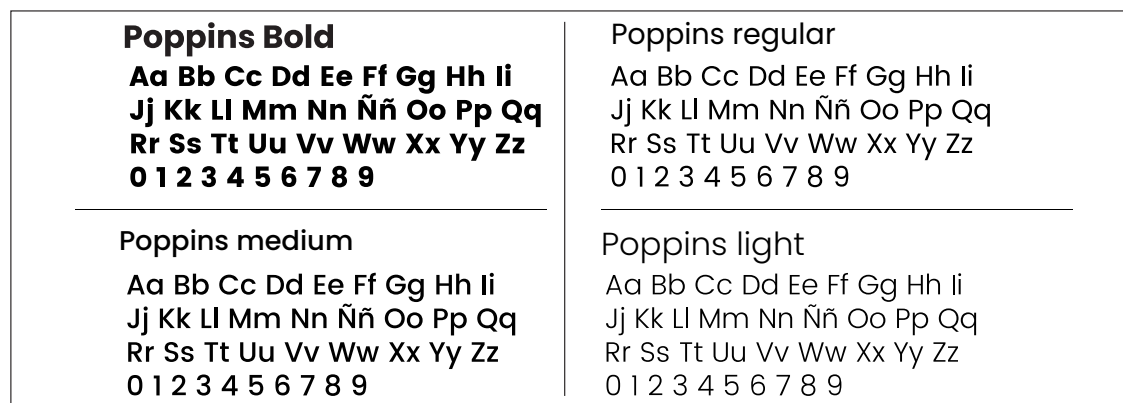 Poppins Bold
Aa Bb Cc Dd Ee Ff Gg Hh Ii
Jj Kk Ll Mm Nn Ññ Oo Pp Qq
Rr Ss Tt Uu Vv Ww Xx Yy Zz
0 1 2 3 4 5 6 7 8 9
Poppins regular
Aa Bb Cc Dd Ee Ff Gg Hh Ii
Jj Kk Ll Mm Nn Ññ Oo Pp Qq
Rr Ss Tt Uu Vv Ww Xx Yy Zz
0 1 2 3 4 5 6 7 8 9
Poppins medium
Aa Bb Cc Dd Ee Ff Gg Hh Ii
Jj Kk Ll Mm Nn Ññ Oo Pp Qq
Rr Ss Tt Uu Vv Ww Xx Yy Zz
0 1 2 3 4 5 6 7 8 9
Poppins light
Aa Bb Cc Dd Ee Ff Gg Hh Ii
Jj Kk Ll Mm Nn Ññ Oo Pp Qq
Rr Ss Tt Uu Vv Ww Xx Yy Zz
0 1 2 3 4 5 6 7 8 9